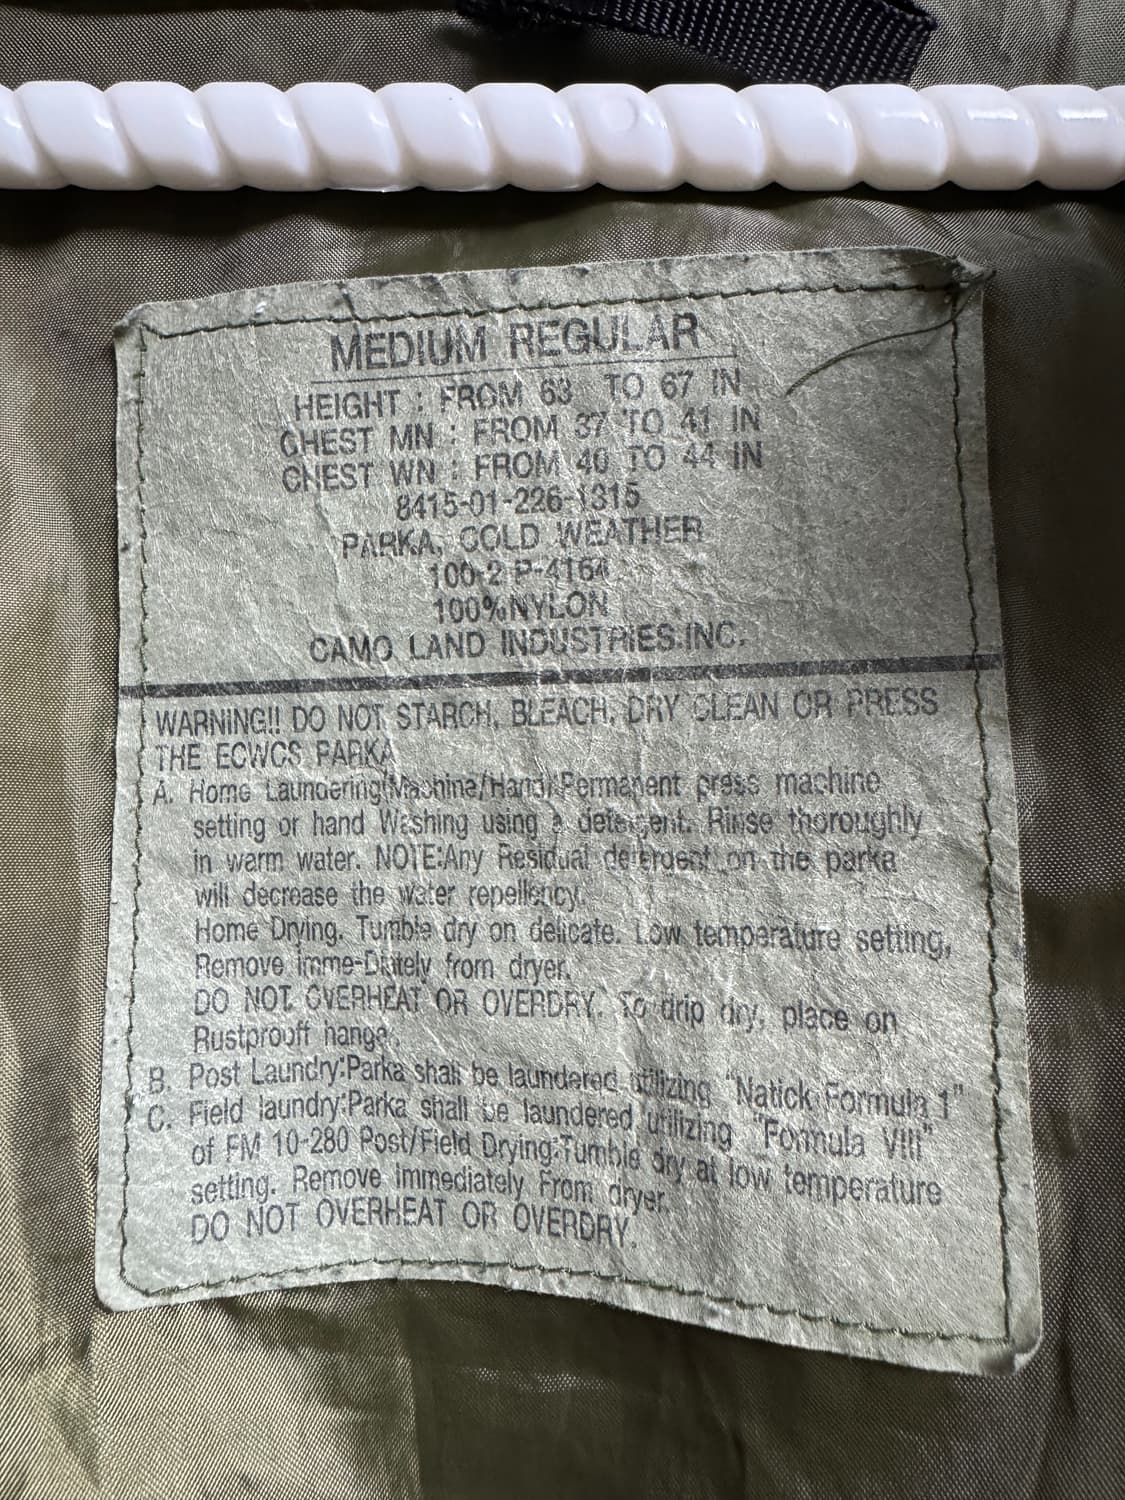 MEDIUM REGULAR
HEIGHT : FROM 63 TO 67 IN
CHEST MN : FROM 37 TO 41 IN
CHEST WN : FROM 40 TO 44 IN
8415-01-226-1315
PARKA, COLD WEATHER
100-2 P-4164
100%NYLON
CAMO LAND INDUSTRIES.INC.
WARNING!! DO NOT STARCH, BLEACH, DRY CLEAN OR PRESS
THE ECWCS PARKA
A. Home Laundering(Machine/Hand):Permanent press machine
setting or hand Washing using a detergent. Rinse thoroughly
in warm water. NOTE:Any Residual detergent on the parka
will decrease the water repellency.
Home Drying. Tumble dry on delicate. Low temperature setting,
Remove imme-Diately from dryer.
DO NOT OVERHEAT OR OVERDRY. To drip dry, place on
Rustprooff hanger.
B. Post Laundry:Parka shall be laundered utilizing "Natick Formula 1"
C. Field laundry:Parka shall be laundered utilizing "Formula VIII"
of FM 10-280 Post/Field Drying:Tumble dry at low temperature
setting. Remove Immediately From dryer.
DO NOT OVERHEAT OR OVERDRY.